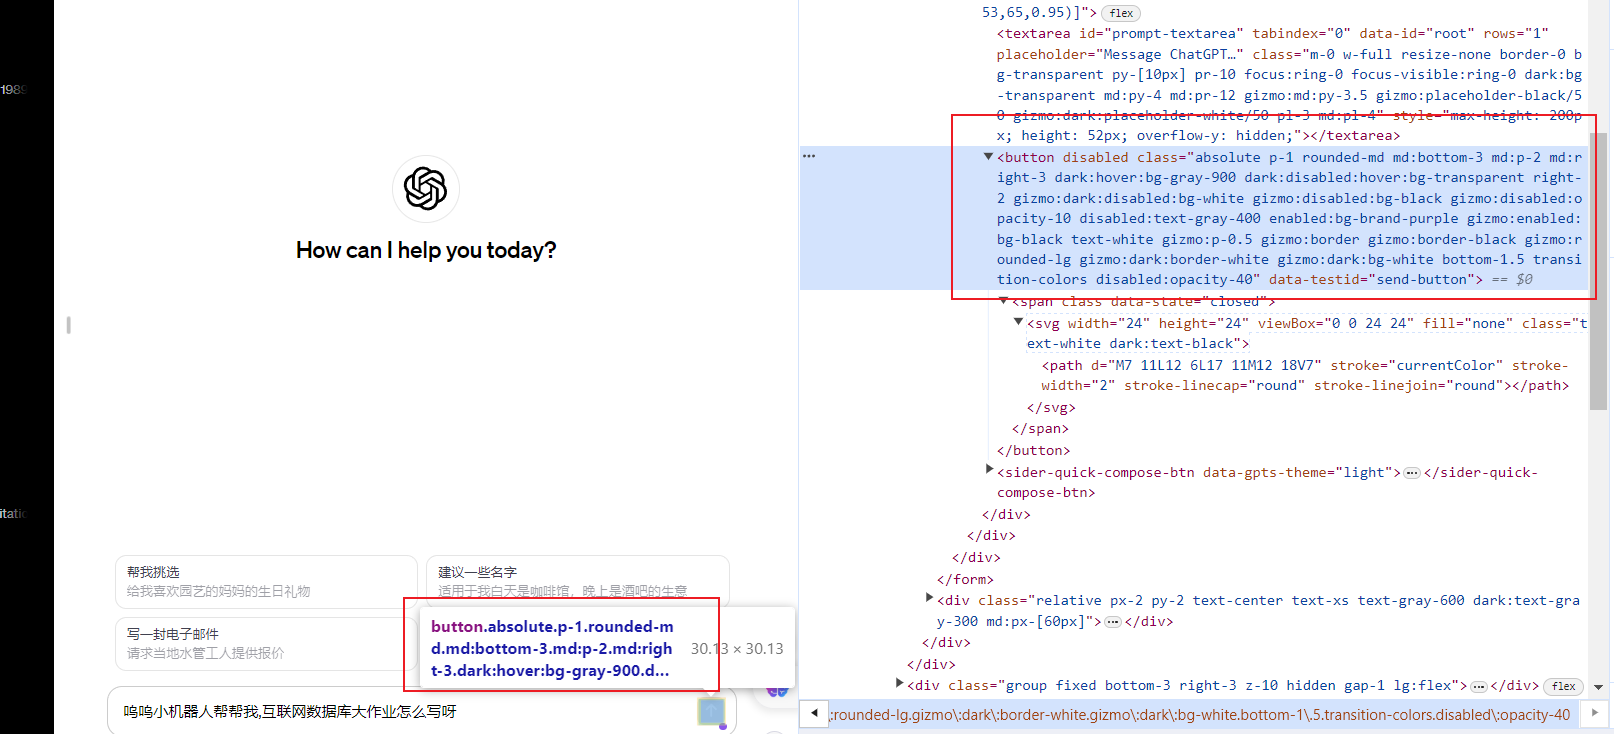 1989
itatic
How can I help you today?
帮我挑选
给我喜欢园艺的妈妈的生日礼物
建议一些名字
适用于我白天是咖啡馆，晚上是酒吧的生意
写一封电子邮件
请求当地水管工人提供报价
button.absolute.p-1.rounded-m
d.md:bottom-3.md:p-2.md:righ
t-3.dark:hover:bg-gray-900.d...
30.13 × 30.13
呜呜小机器人帮帮我,互联网数据库大作业怎么写呀
53,65,0.95)]"> flex
<textarea id="prompt-textarea" tabindex="0" data-id="root" rows="1"
placeholder="Message ChatGPT…" class="m-0 w-full resize-none border-0 b
g-transparent py-[10px] pr-10 focus:ring-0 focus-visible:ring-0 dark:bg
-transparent md:py-4 md:pr-12 gizmo:md:py-3.5 gizmo:placeholder-black/5
0 gizmo:dark:placeholder-white/50 pl-3 md:pl-4" style="max-height: 200p
x; height: 52px; overflow-y: hidden;"></textarea>
<button disabled class="absolute p-1 rounded-md md:bottom-3 md:p-2 md:r
ight-3 dark:hover:bg-gray-900 dark:disabled:hover:bg-transparent right-
2 gizmo:dark:disabled:bg-white gizmo:disabled:bg-black gizmo:disabled:o
pacity-10 disabled:text-gray-400 enabled:bg-brand-purple gizmo:enabled:
bg-black text-white gizmo:p-0.5 gizmo:border gizmo:border-black gizmo:r
ounded-lg gizmo:dark:border-white gizmo:dark:bg-white bottom-1.5 transi
tion-colors disabled:opacity-40" data-testid="send-button"> == $0
<span class data-state="closed">
<svg width="24" height="24" viewBox="0 0 24 24" fill="none" class="t
ext-white dark:text-black">
<path d="M7 11L12 6L17 11M12 18V7" stroke="currentColor" stroke-
width="2" stroke-linecap="round" stroke-linejoin="round"></path>
</svg>
</span>
</button>
<sider-quick-compose-btn data-gpts-theme="light">…</sider-quick-
compose-btn>
</div>
</div>
</div>
</form>
<div class="relative px-2 py-2 text-center text-xs text-gray-600 dark:text-gra
y-300 md:px-[60px]">…</div>
</div>
</div>
<div class="group fixed bottom-3 right-3 z-10 hidden gap-1 lg:flex">…</div> flex
\:rounded-lg.gizmo\:dark\:border-white.gizmo\:dark\:bg-white.bottom-1\.5.transition-colors.disabled\:opacity-40